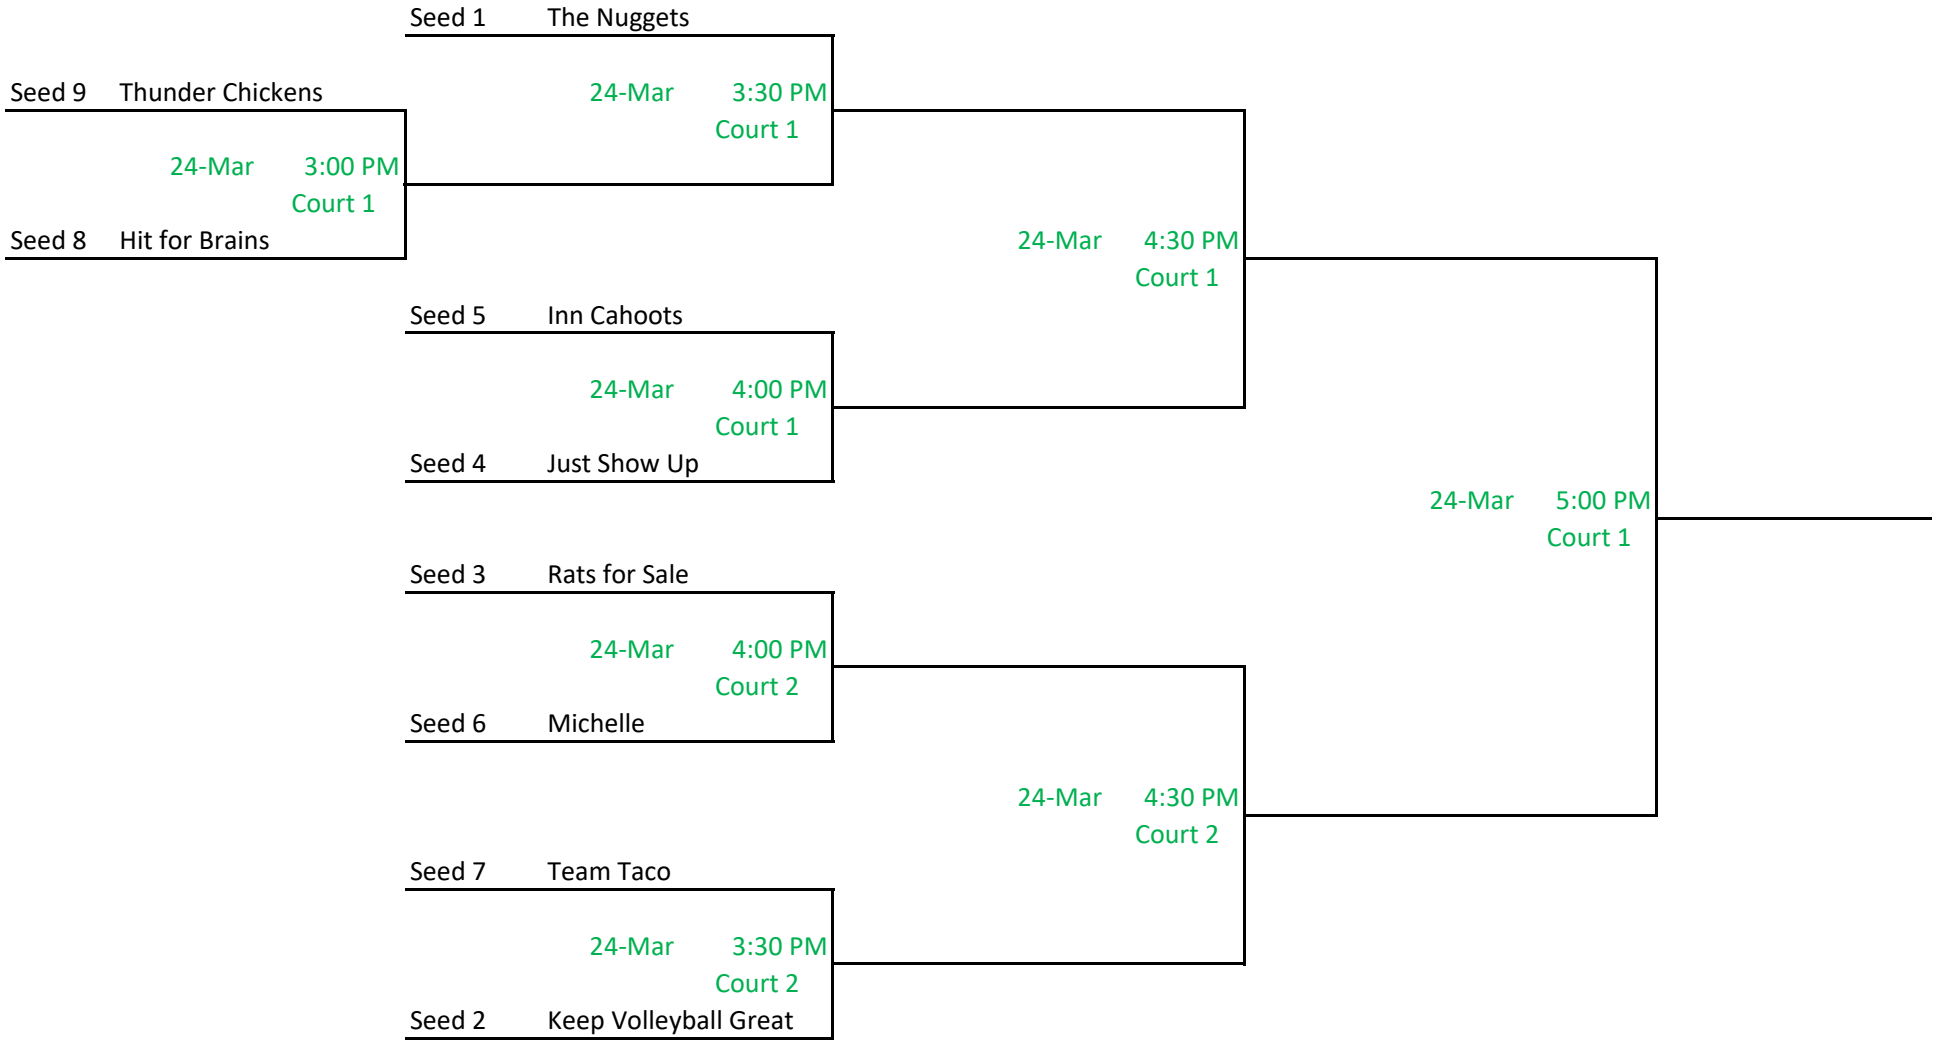 Seed 1 The Nuggets
Seed 9 Thunder Chickens 24-Mar 3:30 PM
Court 1
24-Mar 3:00 PM
Court 1
Seed 8 Hit for Brains 24-Mar 4:30 PM
Court 1
Seed 5 Inn Cahoots
24-Mar 4:00 PM
Court 1
Seed 4 Just Show Up
24-Mar 5:00 PM
Court 1
Seed 3 Rats for Sale
24-Mar 4:00 PM
Court 2
Seed 6 Michelle
24-Mar 4:30 PM
Court 2
Seed 7 Team Taco
24-Mar 3:30 PM
Court 2
Seed 2 Keep Volleyball Great